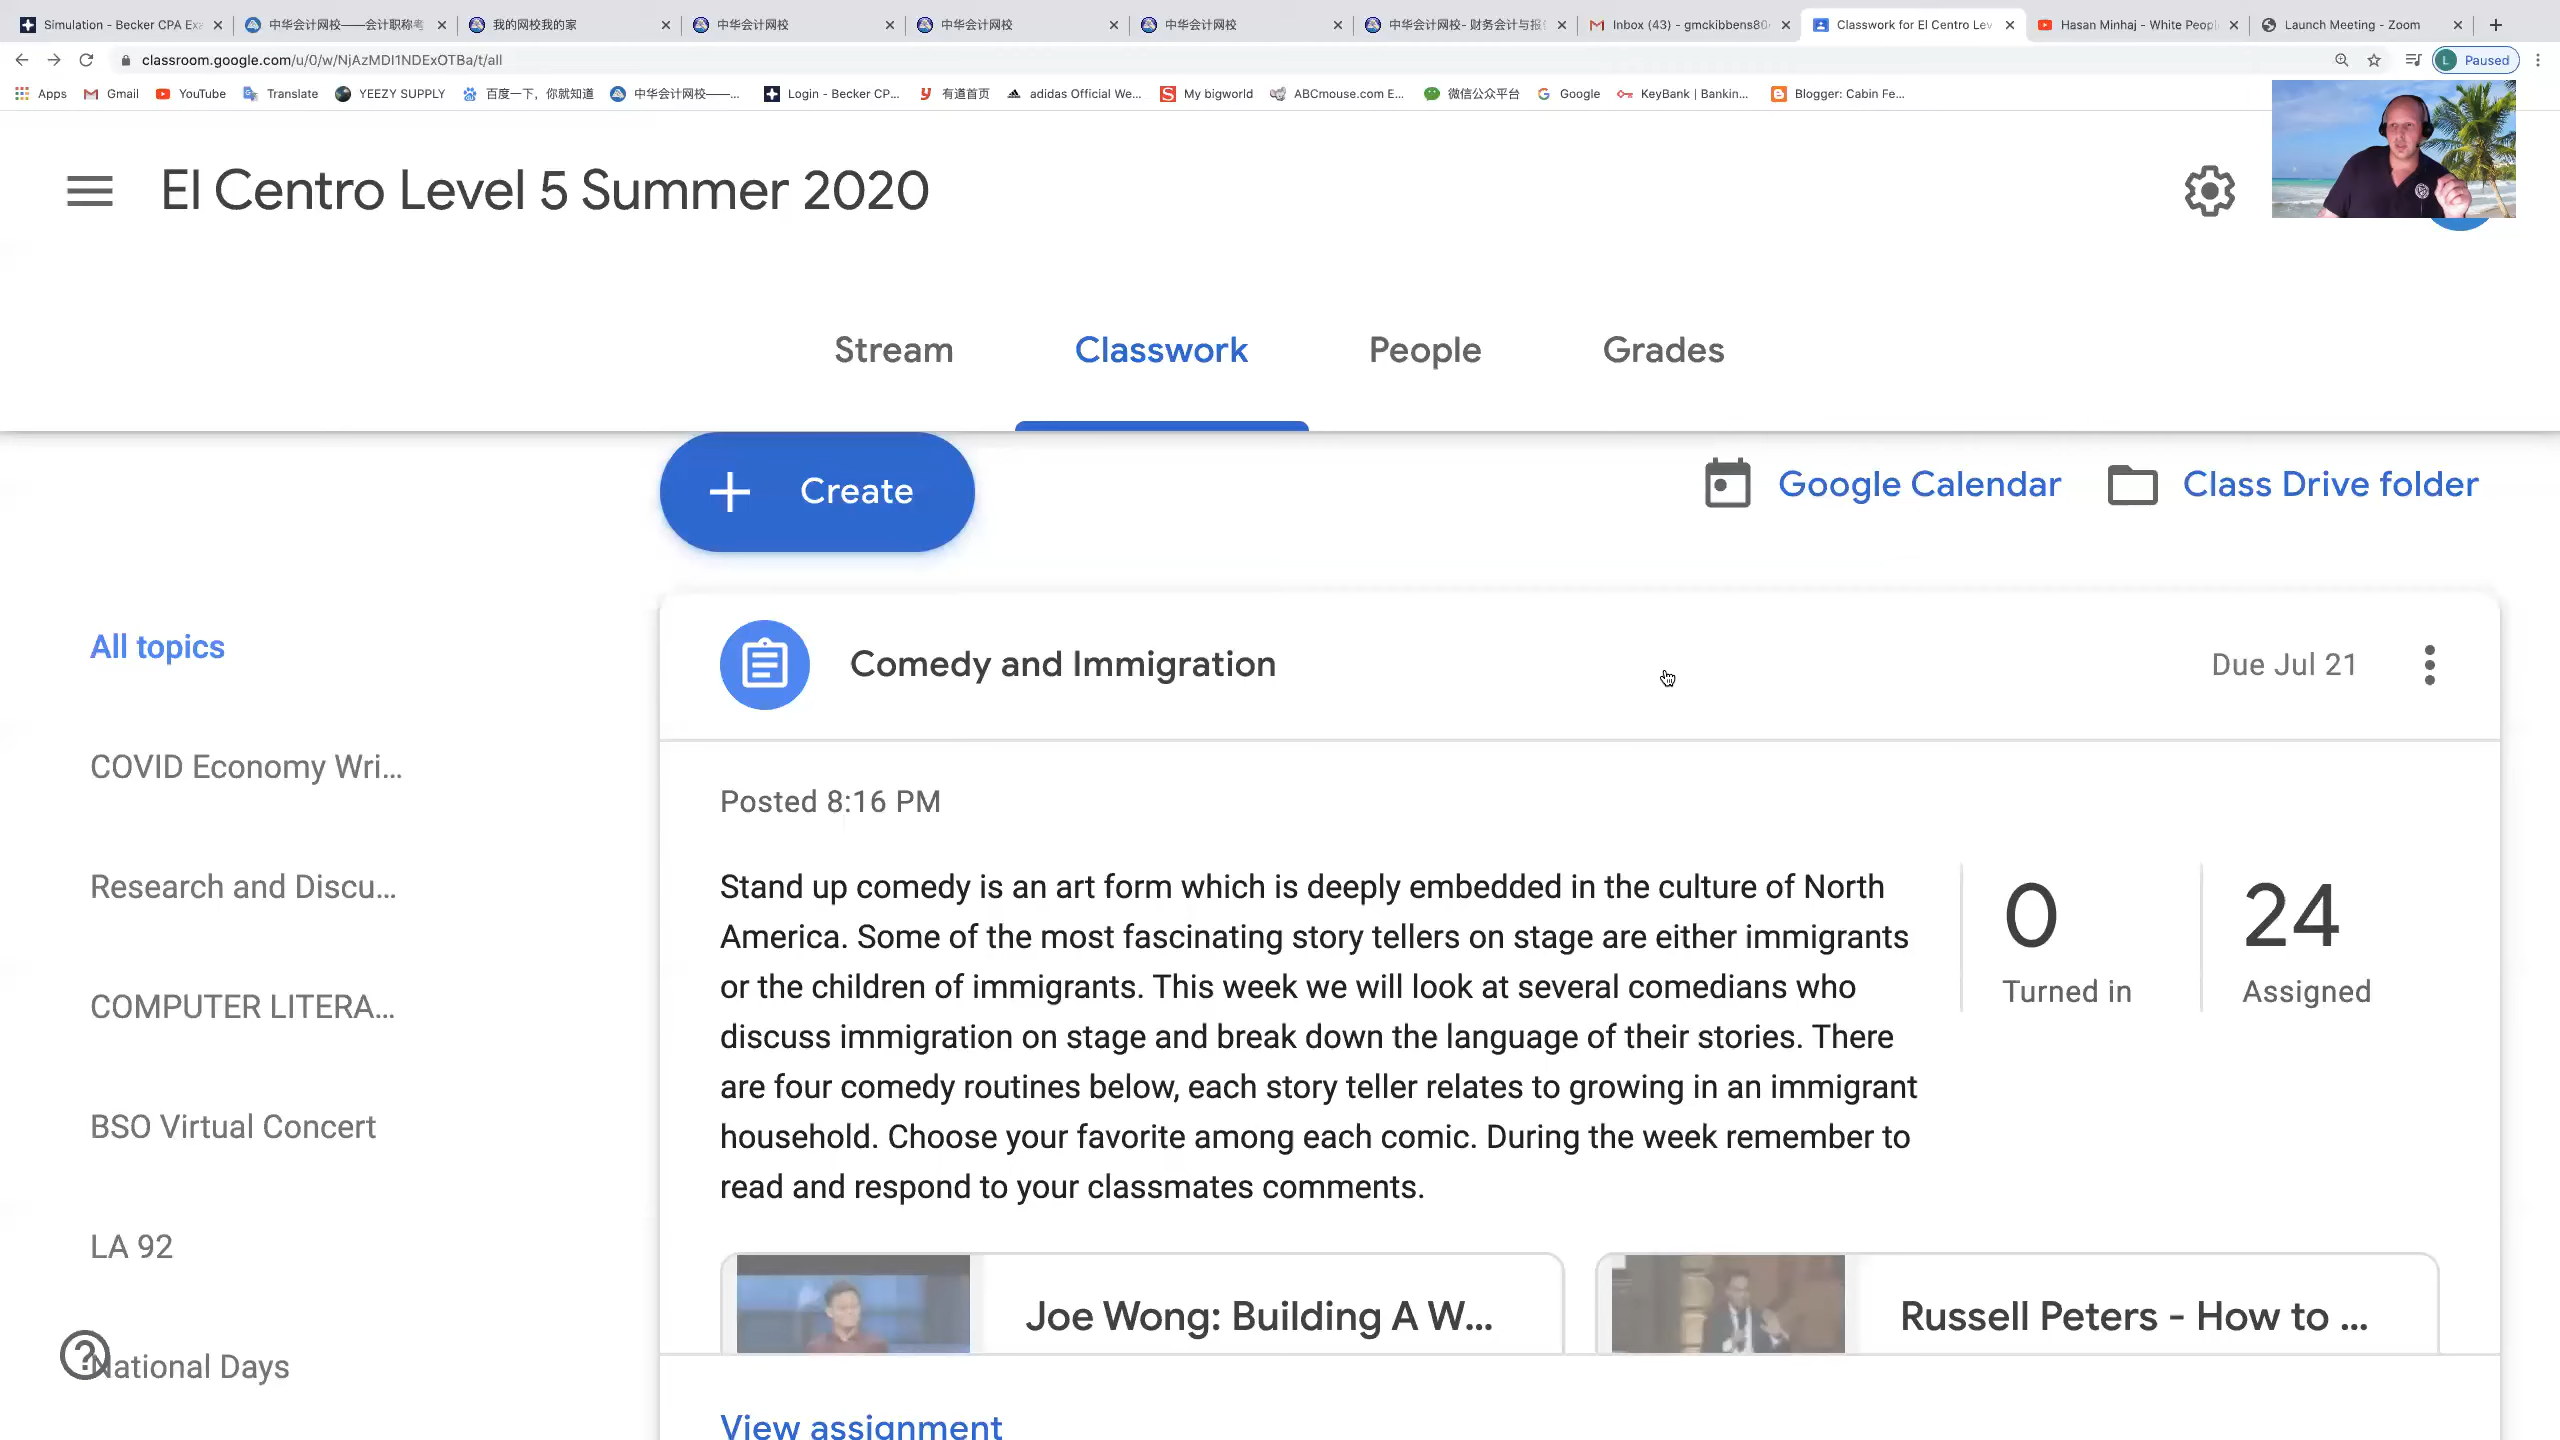 Simulation - Becker CPA Exa
中华会计网校——会计职称考
我的网校我的家
中华会计网校
中华会计网校
中华会计网校
中华会计网校- 财务会计与报
Inbox (43) - gmckibbens80
Classwork for El Centro Lev
Hasan Minhaj - White Peopl
Launch Meeting - Zoom
classroom.google.com/u/0/w/NjAzMDI1NDExOTBa/t/all
L Paused
Apps
Gmail
YouTube
Translate
YEEZY SUPPLY
百度一下，你就知道
中华会计网校——...
Login - Becker CP...
有道首页
adidas Official We...
My bigworld
ABCmouse.com E...
微信公众平台
Google
KeyBank | Bankin...
Blogger: Cabin Fe...
El Centro Level 5 Summer 2020
Stream
Classwork
People
Grades
Create
Google Calendar
Class Drive folder
All topics
COVID Economy Wri...
Research and Discu...
COMPUTER LITERA...
BSO Virtual Concert
LA 92
National Days
Comedy and Immigration
Due Jul 21
Posted 8:16 PM
Stand up comedy is an art form which is deeply embedded in the culture of North
America. Some of the most fascinating story tellers on stage are either immigrants
or the children of immigrants. This week we will look at several comedians who
discuss immigration on stage and break down the language of their stories. There
are four comedy routines below, each story teller relates to growing in an immigrant
household. Choose your favorite among each comic. During the week remember to
read and respond to your classmates comments.
0
Turned in
24
Assigned
Joe Wong: Building A W...
Russell Peters - How to ...
View assignment